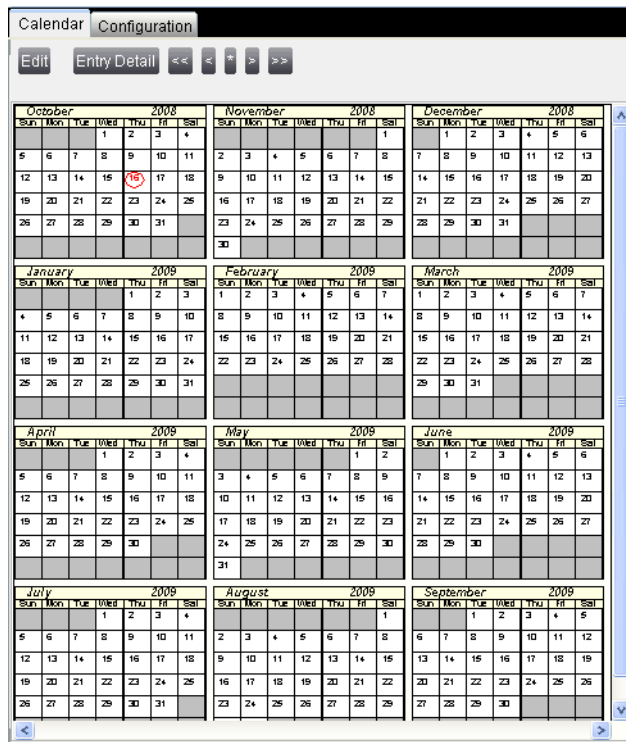 Calendar Configuration
Edit Entry Detail << < * > >>
October 2008
Sun Mon Tue Wed Thu Fri Sat
1 2 3 4
5 6 7 8 9 10 11
12 13 14 15 16 17 18
19 20 21 22 23 24 25
26 27 28 29 30 31
November 2008
Sun Mon Tue Wed Thu Fri Sat
1
2 3 4 5 6 7 8
9 10 11 12 13 14 15
16 17 18 19 20 21 22
23 24 25 26 27 28 29
30
December 2008
Sun Mon Tue Wed Thu Fri Sat
1 2 3 4 5 6
7 8 9 10 11 12 13
14 15 16 17 18 19 20
21 22 23 24 25 26 27
28 29 30 31
January 2009
Sun Mon Tue Wed Thu Fri Sat
1 2 3
4 5 6 7 8 9 10
11 12 13 14 15 16 17
18 19 20 21 22 23 24
25 26 27 28 29 30 31
February 2009
Sun Mon Tue Wed Thu Fri Sat
1 2 3 4 5 6 7
8 9 10 11 12 13 14
15 16 17 18 19 20 21
22 23 24 25 26 27 28
March 2009
Sun Mon Tue Wed Thu Fri Sat
1 2 3 4 5 6 7
8 9 10 11 12 13 14
15 16 17 18 19 20 21
22 23 24 25 26 27 28
29 30 31
April 2009
Sun Mon Tue Wed Thu Fri Sat
1 2 3 4
5 6 7 8 9 10 11
12 13 14 15 16 17 18
19 20 21 22 23 24 25
26 27 28 29 30
May 2009
Sun Mon Tue Wed Thu Fri Sat
1 2
3 4 5 6 7 8 9
10 11 12 13 14 15 16
17 18 19 20 21 22 23
24 25 26 27 28 29 30
31
June 2009
Sun Mon Tue Wed Thu Fri Sat
1 2 3 4 5 6
7 8 9 10 11 12 13
14 15 16 17 18 19 20
21 22 23 24 25 26 27
28 29 30
July 2009
Sun Mon Tue Wed Thu Fri Sat
1 2 3 4
5 6 7 8 9 10 11
12 13 14 15 16 17 18
19 20 21 22 23 24 25
26 27 28 29 30 31
August 2009
Sun Mon Tue Wed Thu Fri Sat
1
2 3 4 5 6 7 8
9 10 11 12 13 14 15
16 17 18 19 20 21 22
23 24 25 26 27 28 29
September 2009
Sun Mon Tue Wed Thu Fri Sat
1 2 3 4 5
6 7 8 9 10 11 12
13 14 15 16 17 18 19
20 21 22 23 24 25 26
27 28 29 30